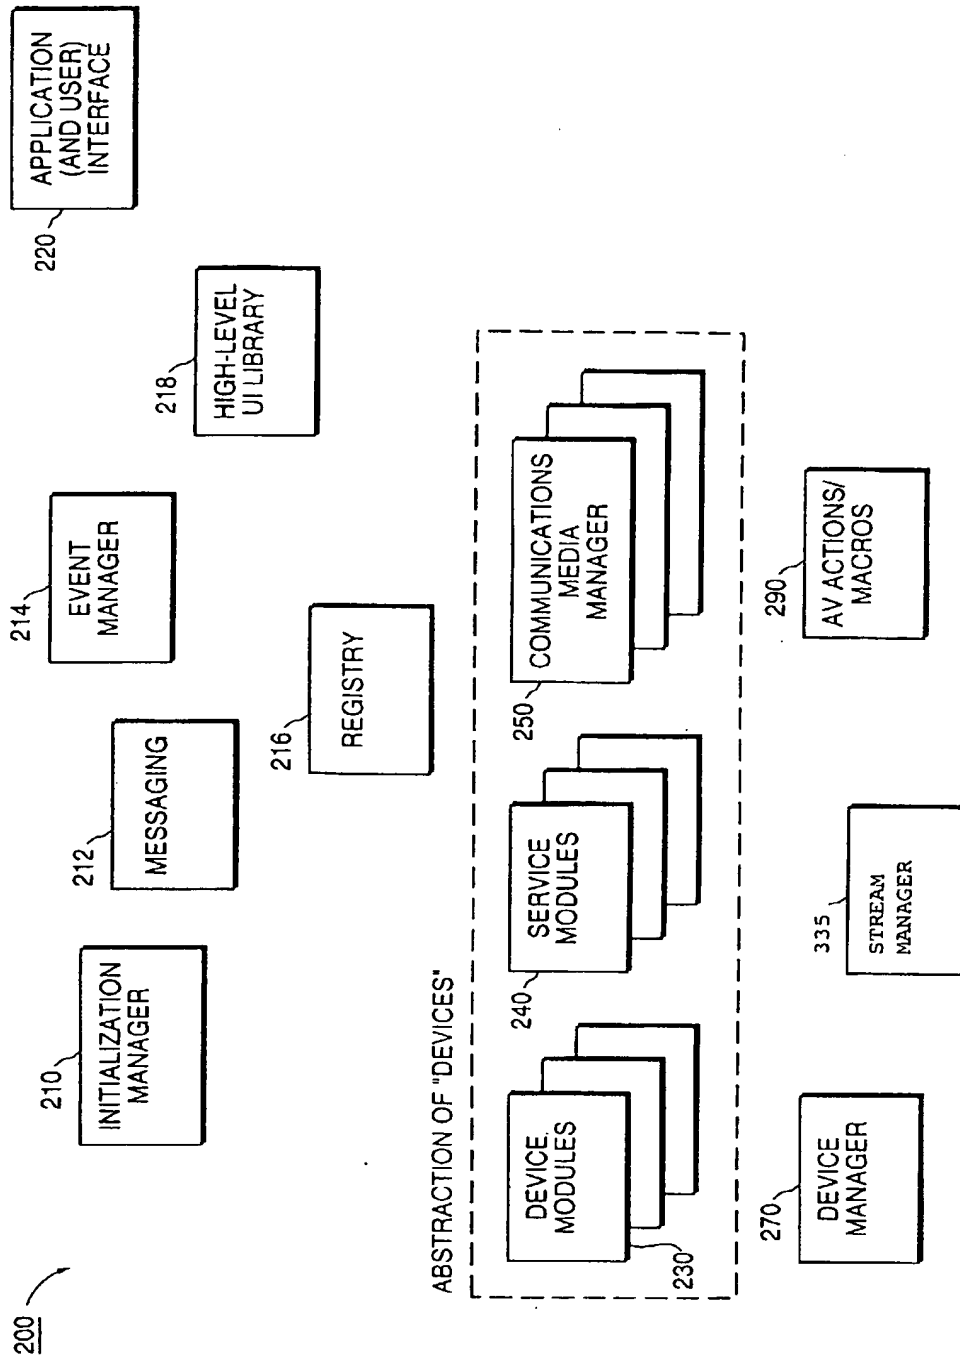 200
210
INITIALIZATION
MANAGER
212
MESSAGING
214
EVENT
MANAGER
216
REGISTRY
218
HIGH-LEVEL
UI LIBRARY
220
APPLICATION
(AND USER)
INTERFACE
ABSTRACTION OF "DEVICES"
DEVICE
MODULES
230
SERVICE
MODULES
240
COMMUNICATIONS
MEDIA
MANAGER
250
270
DEVICE
MANAGER
335
STREAM
MANAGER
290
AV ACTIONS/
MACROS